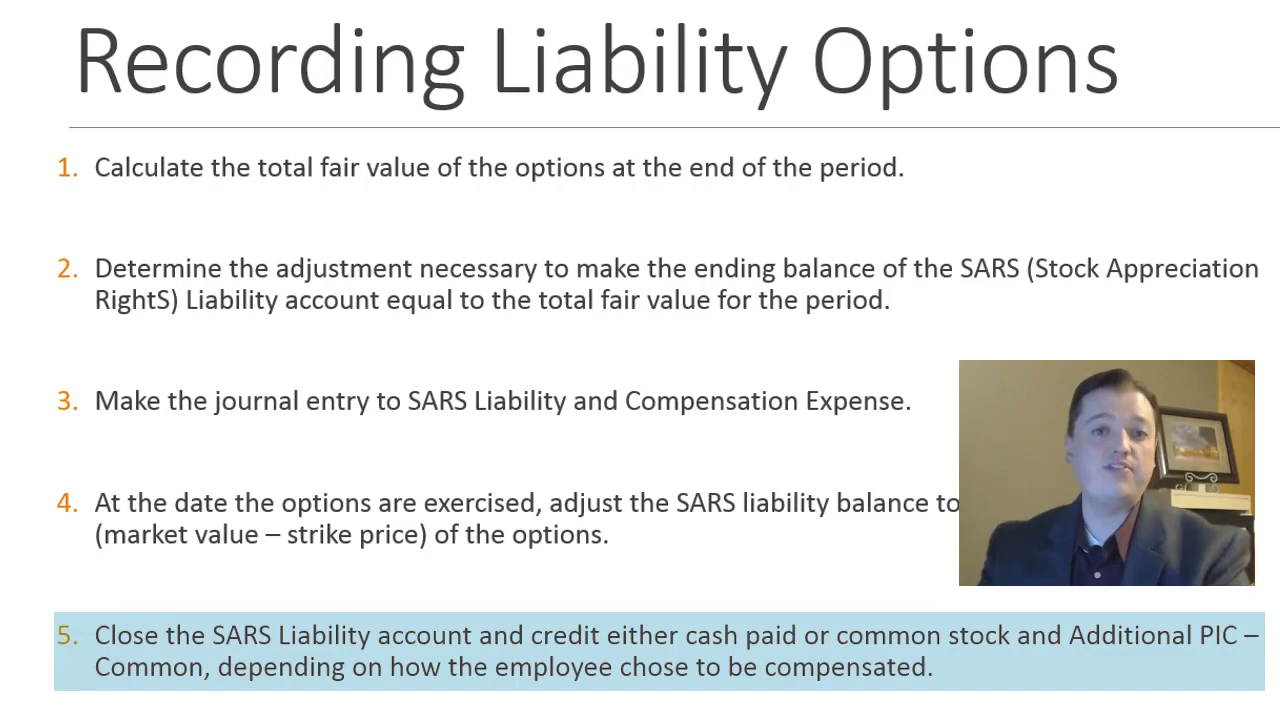 Recording Liability Options
1. Calculate the total fair value of the options at the end of the period.
2. Determine the adjustment necessary to make the ending balance of the SARS (Stock Appreciation
RightS) Liability account equal to the total fair value for the period.
3. Make the journal entry to SARS Liability and Compensation Expense.
4. At the date the options are exercised, adjust the SARS liability balance to
(market value – strike price) of the options.
5. Close the SARS Liability account and credit either cash paid or common stock and Additional PIC –
Common, depending on how the employee chose to be compensated.